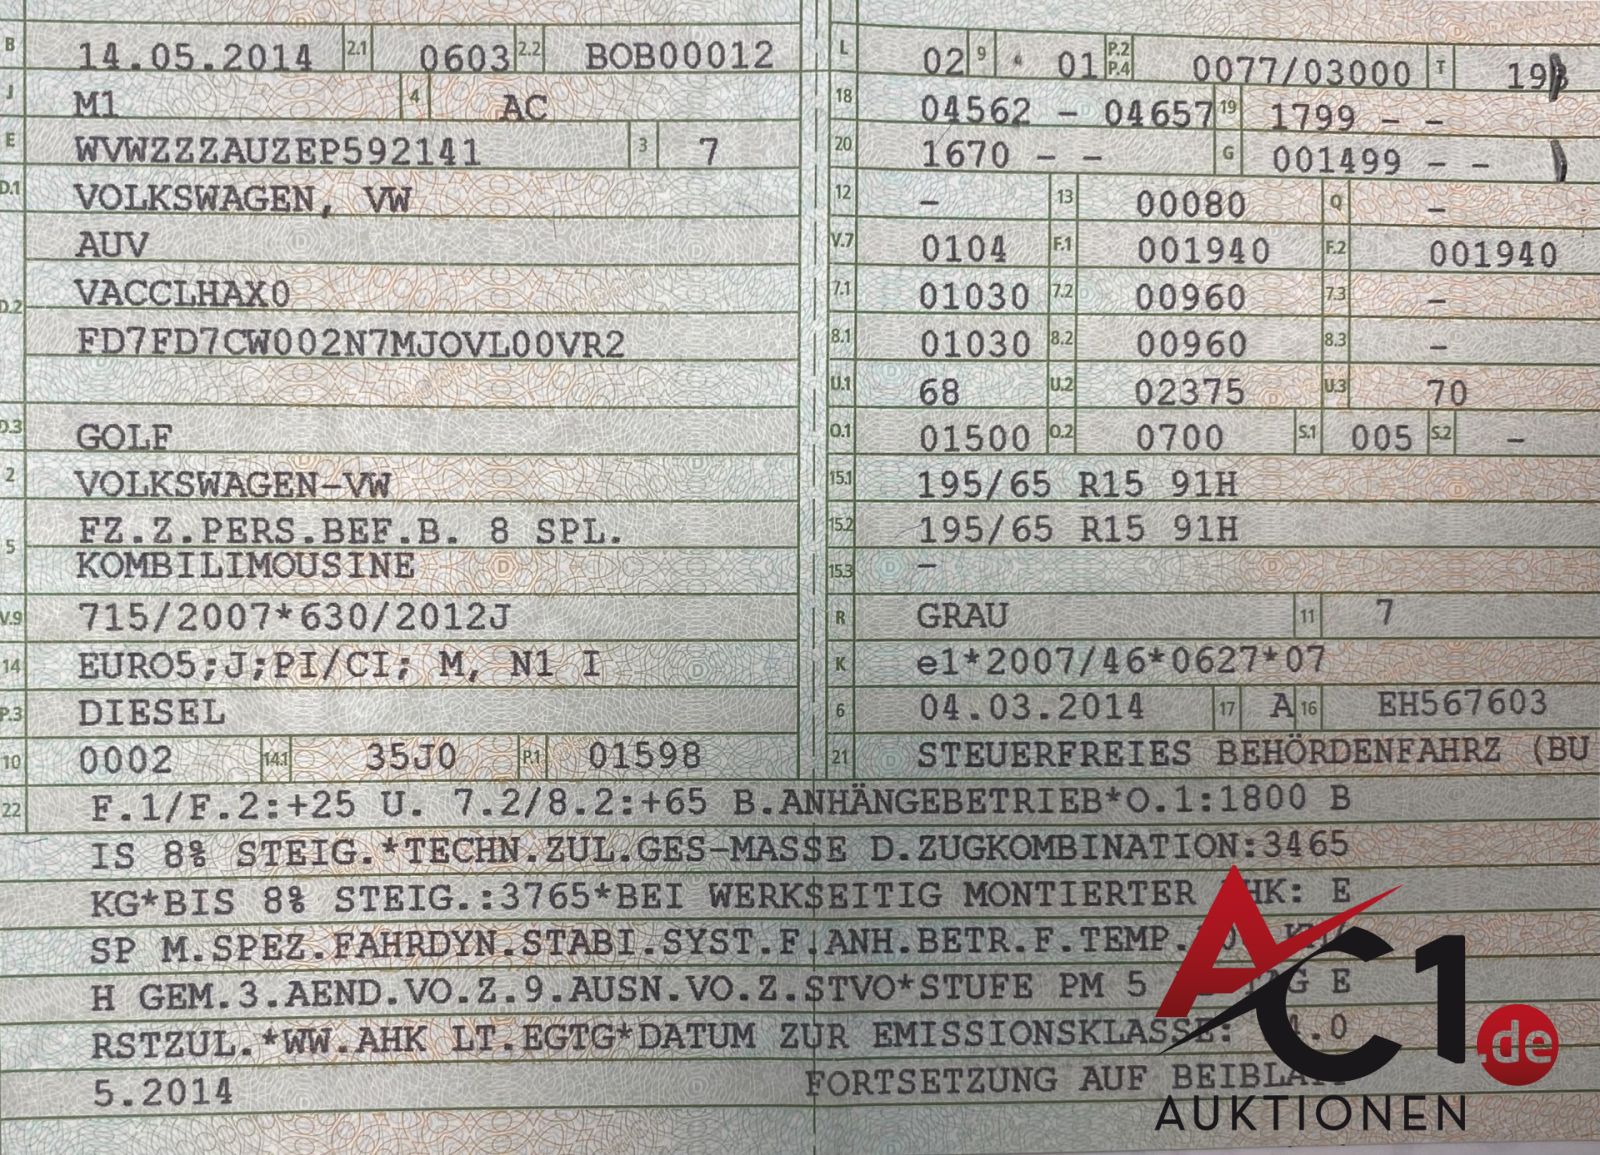 B 14.05.2014 2.1 0603 2.2 BOB00012
J M1 4 AC
E WVWZZZAUZEP592141 3 7
D.1 VOLKSWAGEN, VW
AUV
D.2 VACCLHAX0
FD7FD7CW002N7MJOVL00VR2
D.3 GOLF
2 VOLKSWAGEN-VW
5 FZ.Z.PERS.BEF.B. 8 SPL.
KOMBILIMOUSINE
V.9 715/2007*630/2012J
14 EURO5;J;PI/CI; M, N1 I
P.3 DIESEL
10 0002 14.1 35J0 P.1 01598
L 02 9 01 P.2 P.4 0077/03000 T
18 04562 - 04657 19 1799 - -
20 1670 - - G 001499 - -
12 - 13 00080 Q -
V.7 0104 F.1 001940 F.2 001940
7.1 01030 7.2 00960 7.3 -
8.1 01030 8.2 00960 8.3 -
U.1 68 U.2 02375 U.3 70
O.1 01500 O.2 0700 S.1 005 S.2 -
15.1 195/65 R15 91H
15.2 195/65 R15 91H
15.3 -
R GRAU 11 7
K e1*2007/46*0627*07
6 04.03.2014 17 A 16 EH567603
21 STEUERFREIES BEHÖRDENFAHRZ (BU
22 F.1/F.2:+25 U. 7.2/8.2:+65 B.ANHÄNGEBETRIEB*O.1:1800 B
IS 8% STEIG.*TECHN.ZUL.GES-MASSE D.ZUGKOMBINATION:3465
KG*BIS 8% STEIG.:3765*BEI WERKSEITIG MONTIERTER E
SP M.SPEZ.FAHRDYN.STABI.SYST.F.ANH.BETR.F.TEMP.
H GEM.3.AEND.VO.Z.9.AUSN.VO.Z.STVO*STUFE PM 5 E
RSTZUL.*WW.AHK LT.EGTG*DATUM ZUR EMISSIONSKLASSE:
5.2014 FORTSETZUNG AUF BEIBLATT
AC1.de
AUKTIONEN